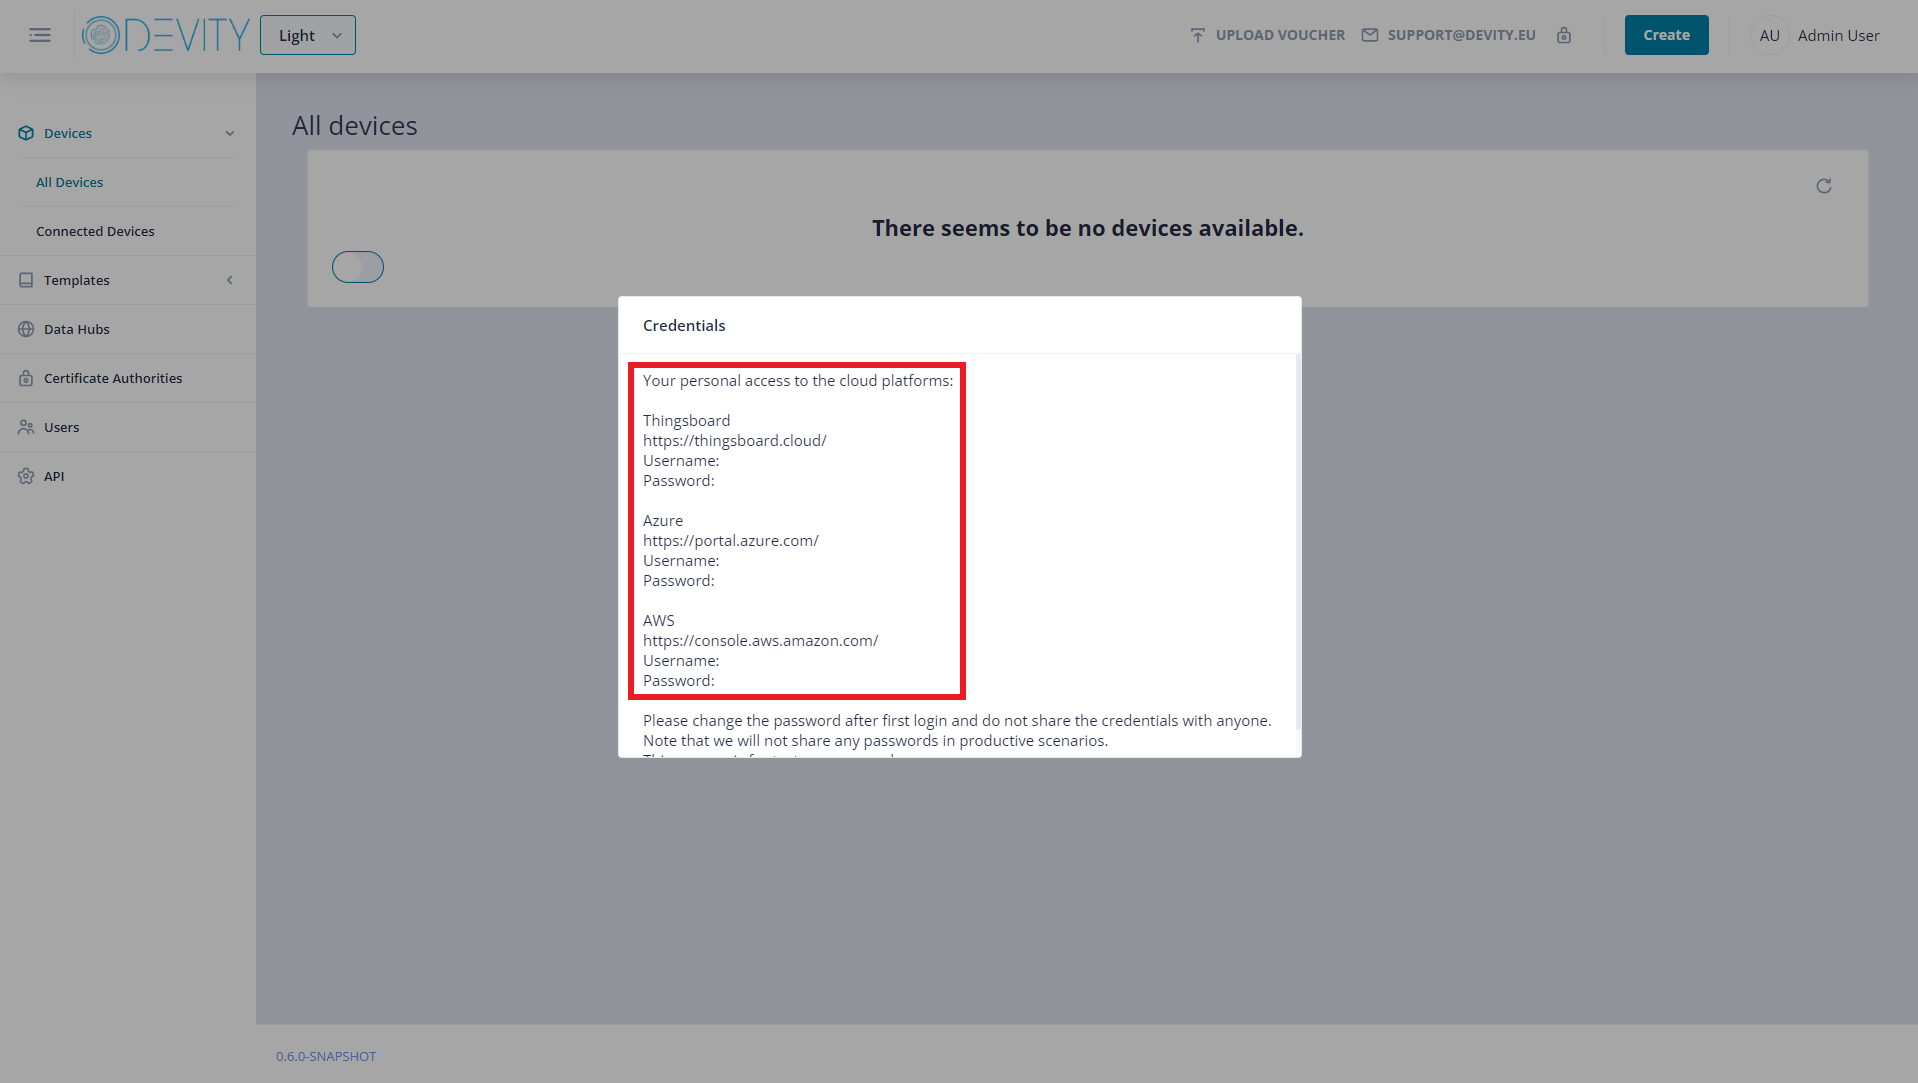 DEVITY
Light
UPLOAD VOUCHER
SUPPORT@DEVITY.EU
Create
AU
Admin User
Devices
All Devices
Connected Devices
Templates
Data Hubs
Certificate Authorities
Users
API
All devices
There seems to be no devices available.
Credentials
Your personal access to the cloud platforms:
Thingsboard
https://thingsboard.cloud/
Username:
Password:
Azure
https://portal.azure.com/
Username:
Password:
AWS
https://console.aws.amazon.com/
Username:
Password:
Please change the password after first login and do not share the credentials with anyone.
Note that we will not share any passwords in productive scenarios.
0.6.0-SNAPSHOT